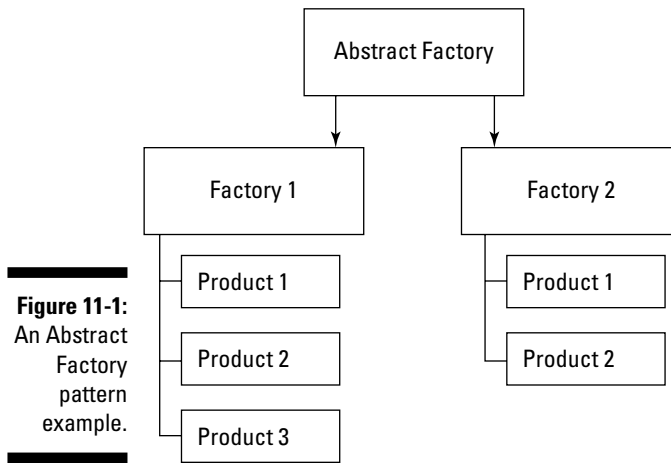 Abstract Factory
Factory 1
Factory 2
Product 1
Product 2
Product 3
Product 1
Product 2
Figure 11-1:
An Abstract
Factory
pattern
example.